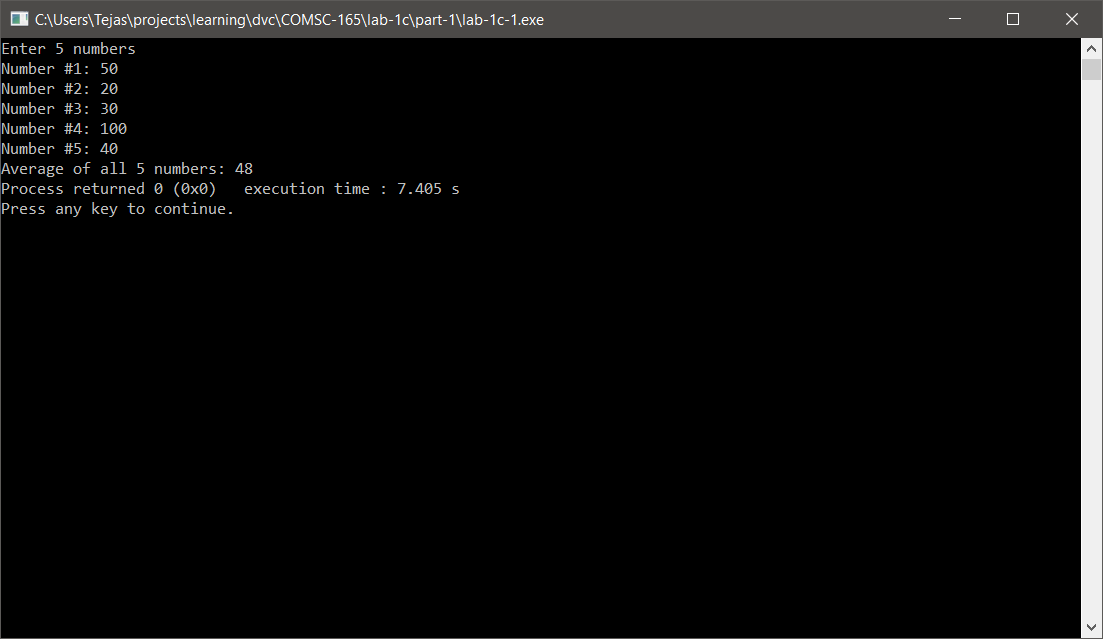 C:\Users\Tejas\projects\learning\dvc\COMSC-165\lab-1c\part-1\lab-1c-1.exe
Enter 5 numbers
Number #1: 50
Number #2: 20
Number #3: 30
Number #4: 100
Number #5: 40
Average of all 5 numbers: 48
Process returned 0 (0x0)   execution time : 7.405 s
Press any key to continue.